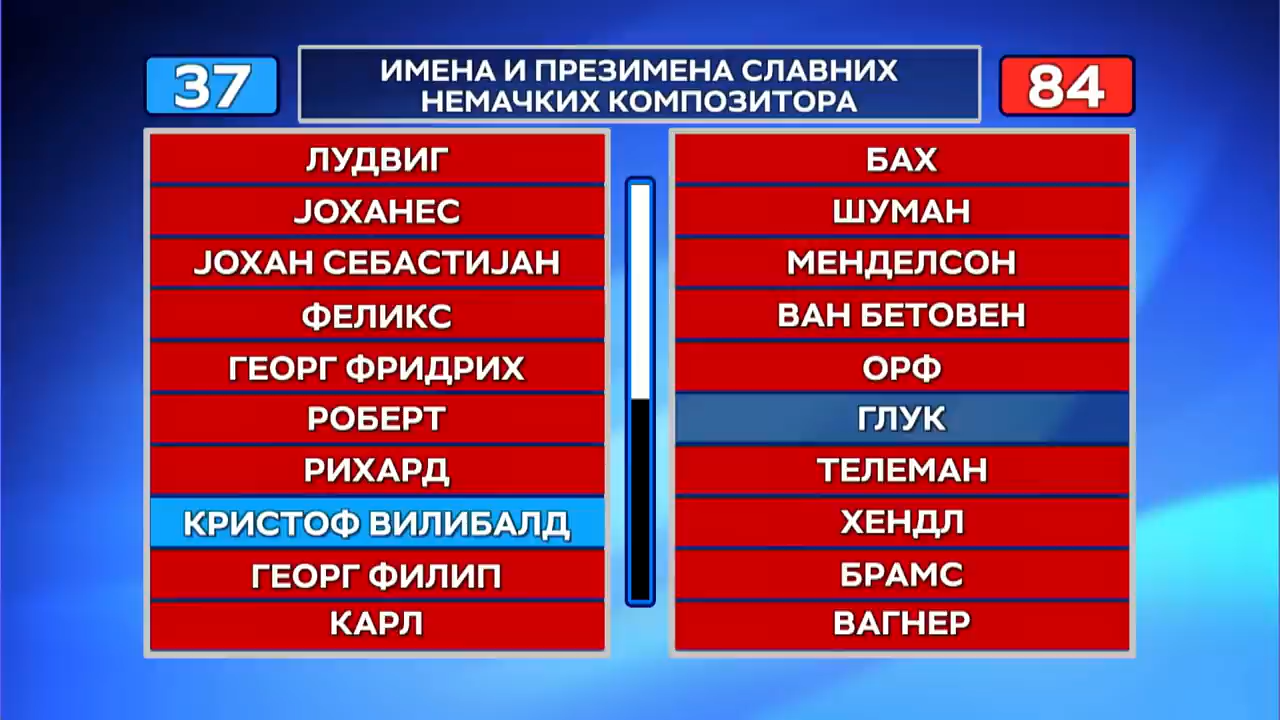 37
ИМЕНА И ПРЕЗИМЕНА СЛАВНИХ
НЕМАЧКИХ КОМПОЗИТОРА
84
ЛУДВИГ
ЈОХАНЕС
ЈОХАН СЕБАСТИЈАН
ФЕЛИКС
ГЕОРГ ФРИДРИХ
РОБЕРТ
РИХАРД
КРИСТОФ ВИЛИБАЛД
ГЕОРГ ФИЛИП
КАРЛ
БАХ
ШУМАН
МЕНДЕЛСОН
ВАН БЕТОВЕН
ОРФ
ГЛУК
ТЕЛЕМАН
ХЕНДЛ
БРАМС
ВАГНЕР